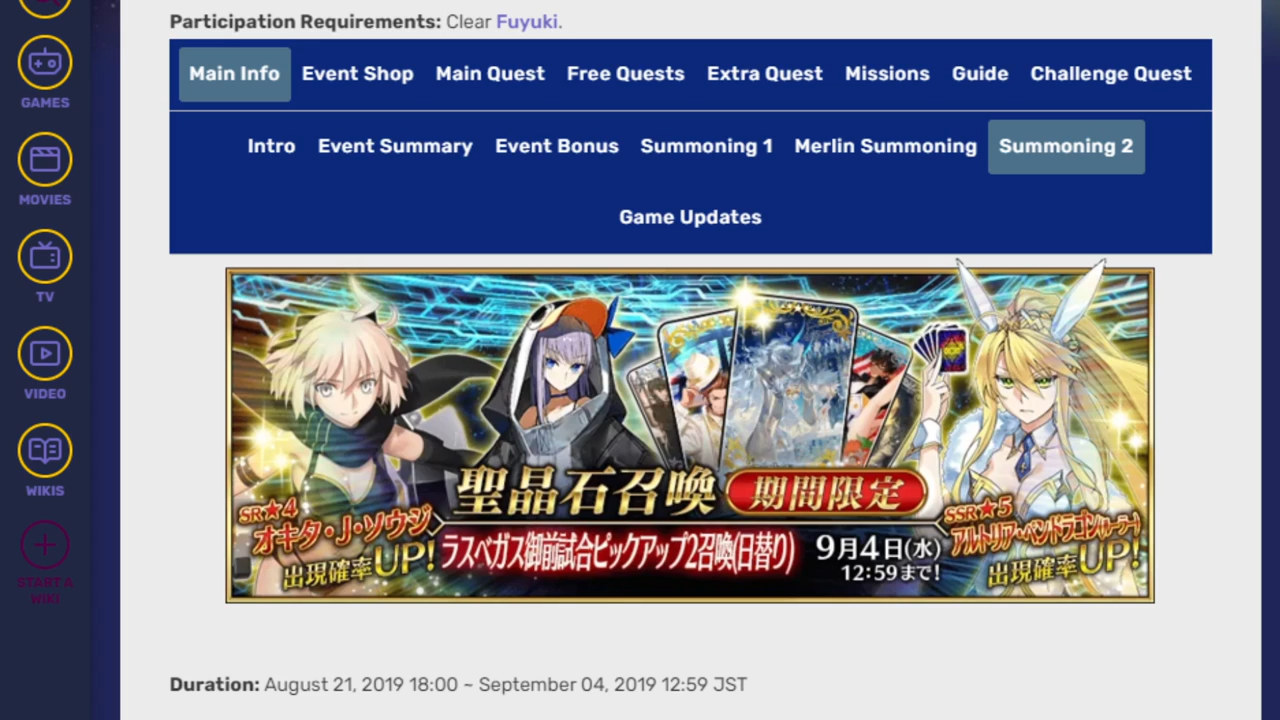 Participation Requirements: Clear Fuyuki.
Main Info Event Shop Main Quest Free Quests Extra Quest Missions Guide Challenge Quest
Intro Event Summary Event Bonus Summoning 1 Merlin Summoning Summoning 2
Game Updates
GAMES
MOVIES
TV
VIDEO
WIKIS
START A
WIKI
聖晶石召喚 期間限定
SR★4
オキタ・J・ソウジ
出現確率UP!
ラスベガス御前試合ピックアップ2召喚(日替り)
9月4日(水)
12:59まで!
SSR★5
アルトリア・ペンドラゴン(ルーラー)
出現確率UP!
Duration: August 21, 2019 18:00 ~ September 04, 2019 12:59 JST